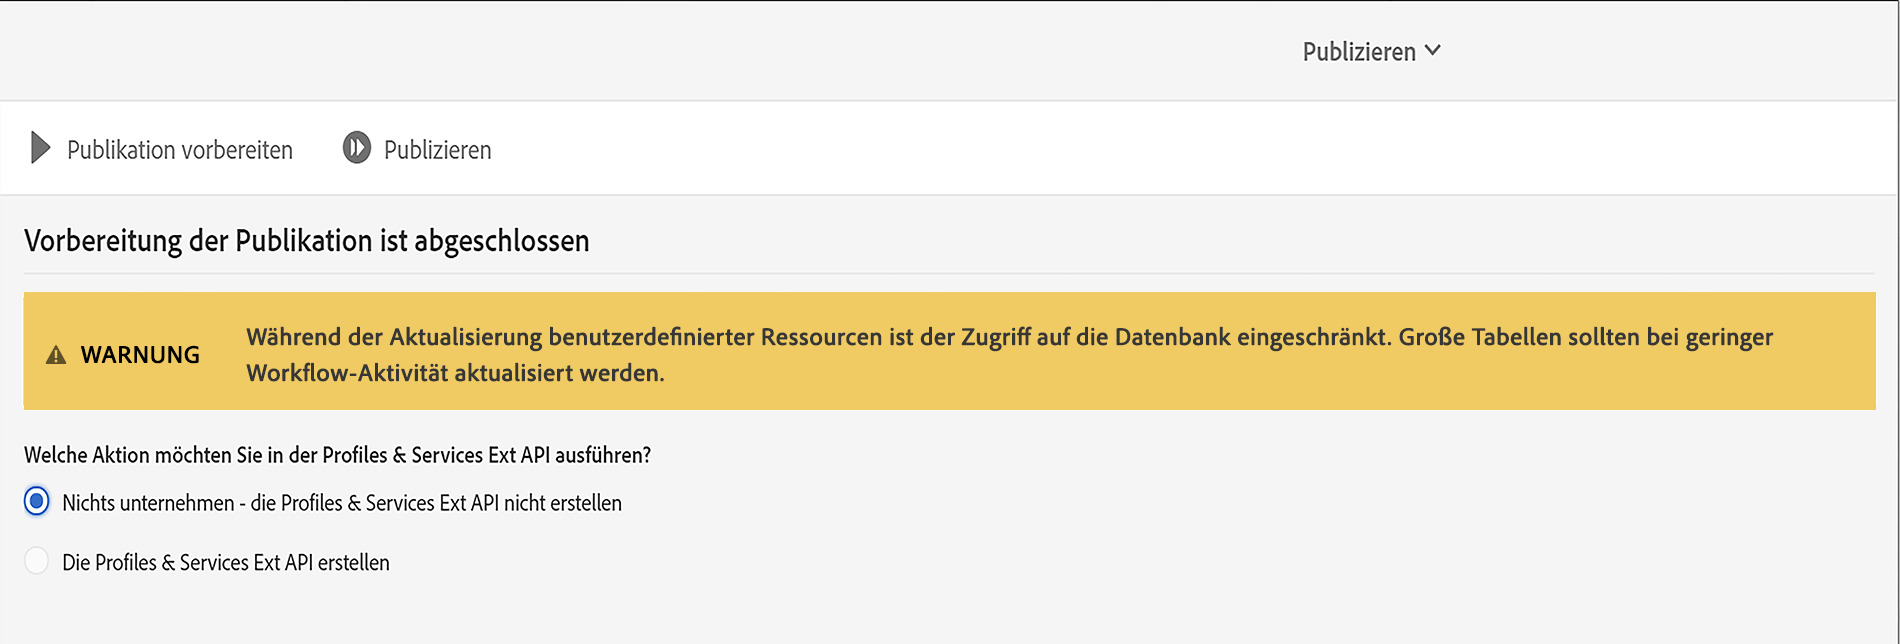 Publizieren
Publikation vorbereiten Publizieren
Vorbereitung der Publikation ist abgeschlossen
WARNUNG
Während der Aktualisierung benutzerdefinierter Ressourcen ist der Zugriff auf die Datenbank eingeschränkt. Große Tabellen sollten bei geringer
Workflow-Aktivität aktualisiert werden.
Welche Aktion möchten Sie in der Profiles & Services Ext API ausführen?
Nichts unternehmen - die Profiles & Services Ext API nicht erstellen
Die Profiles & Services Ext API erstellen